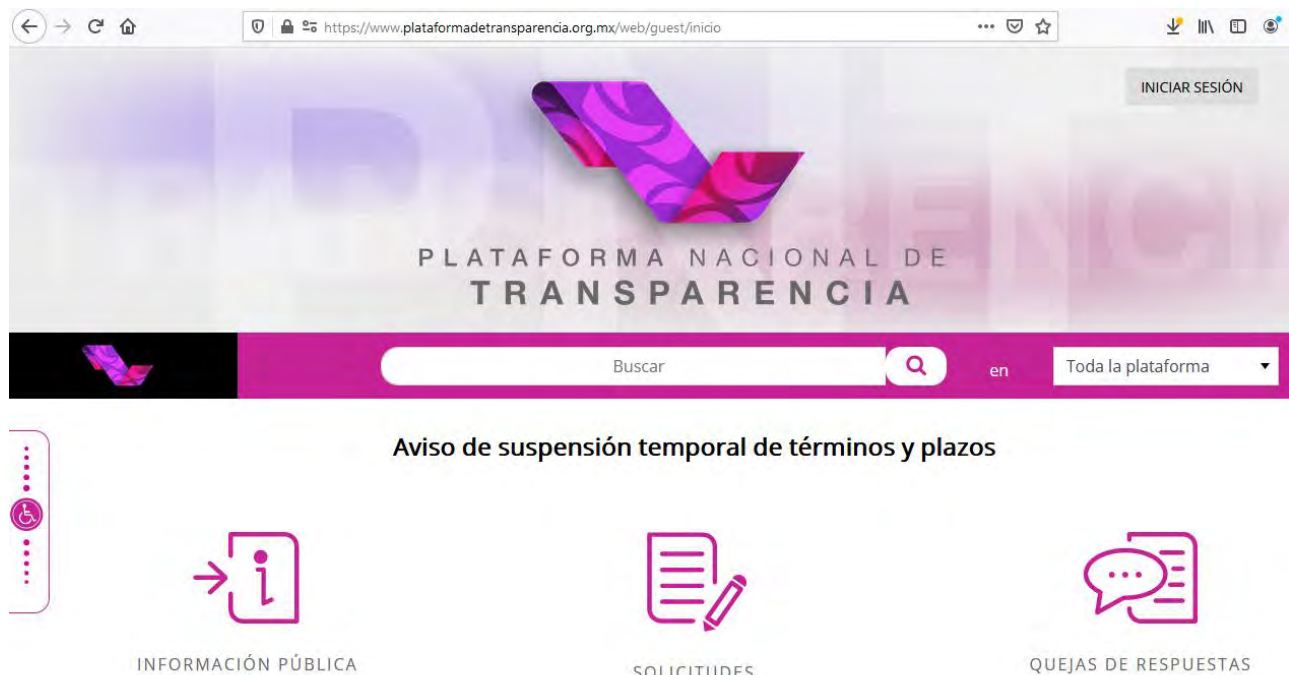 https://www.plataformadetransparencia.org.mx/web/guest/inicio
INICIAR SESIÓN
PLATAFORMA NACIONAL DE
TRANSPARENCIA
Buscar
en
Toda la plataforma
Aviso de suspensión temporal de términos y plazos
INFORMACIÓN PÚBLICA
SOLICITUDES
QUEJAS DE RESPUESTAS